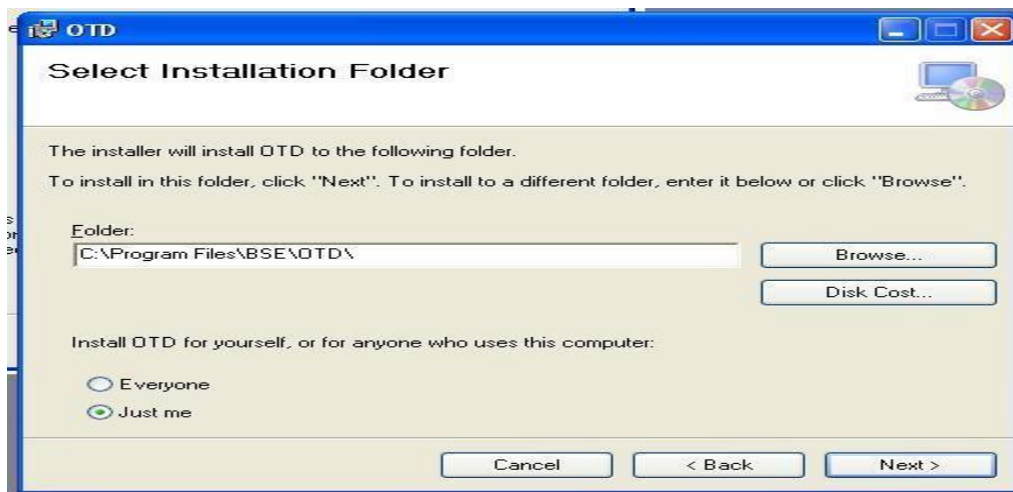 OTD
Select Installation Folder
The installer will install OTD to the following folder.
To install in this folder, click "Next". To install to a different folder, enter it below or click "Browse".
Folder:
C:\Program Files\BSE\OTD\
Browse...
Disk Cost...
Install OTD for yourself, or for anyone who uses this computer:
Everyone
Just me
Cancel
< Back
Next >